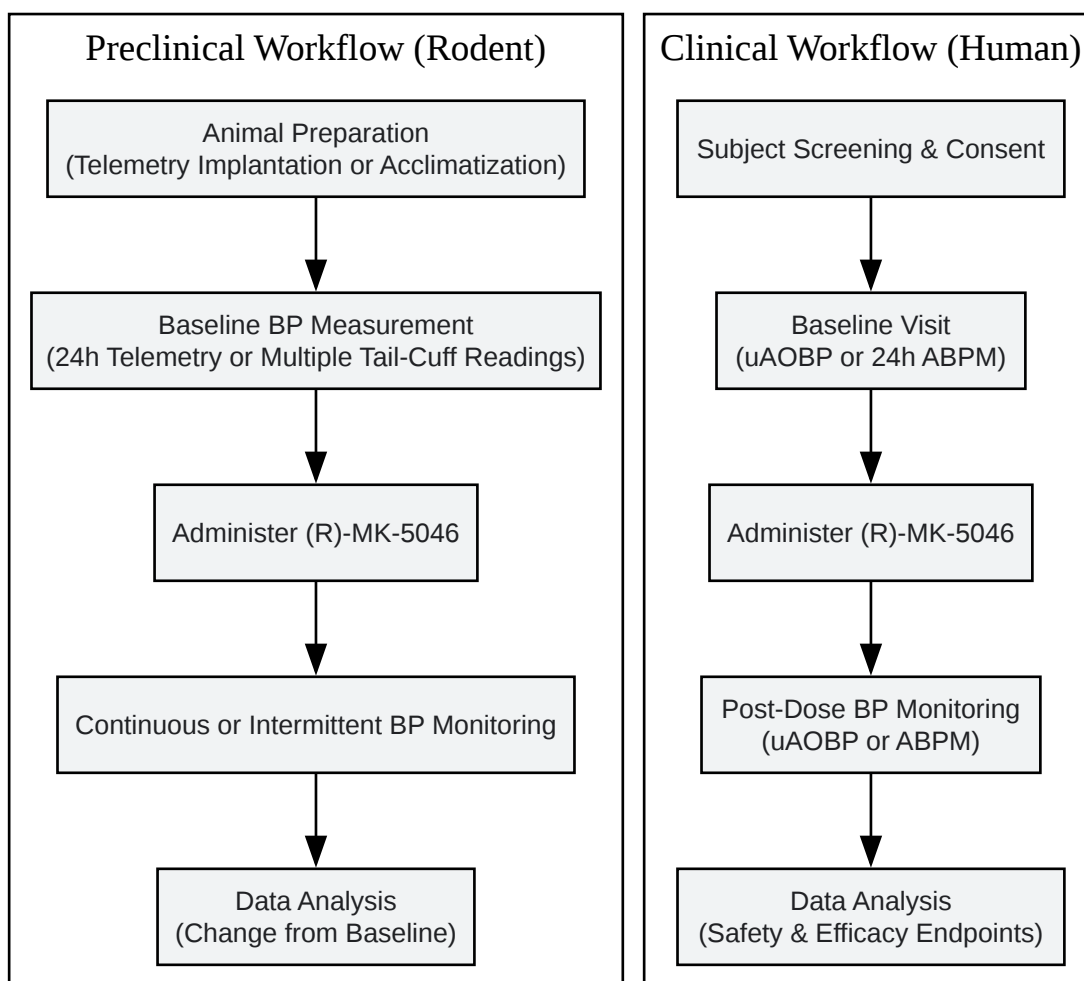 Preclinical Workflow (Rodent)
Animal Preparation
(Telemetry Implantation or Acclimatization)
Baseline BP Measurement
(24h Telemetry or Multiple Tail-Cuff Readings)
Administer (R)-MK-5046
Continuous or Intermittent BP Monitoring
Data Analysis
(Change from Baseline)
Clinical Workflow (Human)
Subject Screening & Consent
Baseline Visit
(uAOBP or 24h ABPM)
Administer (R)-MK-5046
Post-Dose BP Monitoring
(uAOBP or ABPM)
Data Analysis
(Safety & Efficacy Endpoints)